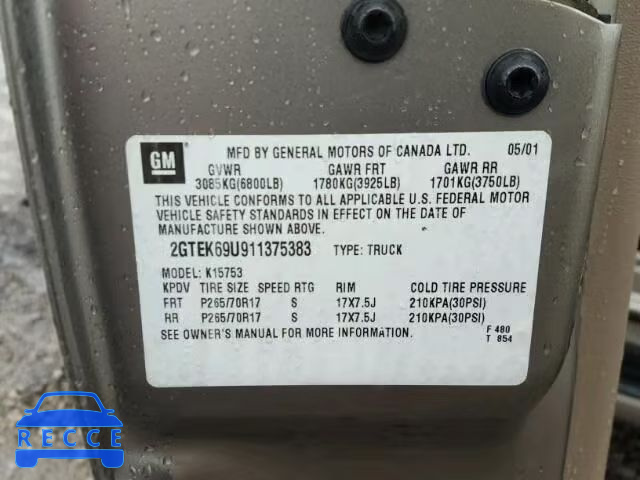 GM
MFD BY GENERAL MOTORS OF CANADA LTD. 05/01
GVWR GAWR FRT GAWR RR
3085KG(6800LB) 1780KG(3925LB) 1701KG(3750LB)
THIS VEHICLE CONFORMS TO ALL APPLICABLE U.S. FEDERAL MOTOR
VEHICLE SAFETY STANDARDS IN EFFECT ON THE DATE OF
MANUFACTURE SHOWN ABOVE.
2GTEK69U911375383 TYPE: TRUCK
MODEL: K15753
KPDV TIRE SIZE SPEED RTG RIM COLD TIRE PRESSURE
FRT P265/70R17 S 17X7.5J 210KPA(30PSI)
RR P265/70R17 S 17X7.5J 210KPA(30PSI)
SEE OWNER'S MANUAL FOR MORE INFORMATION. F 480
T 854
RECCE